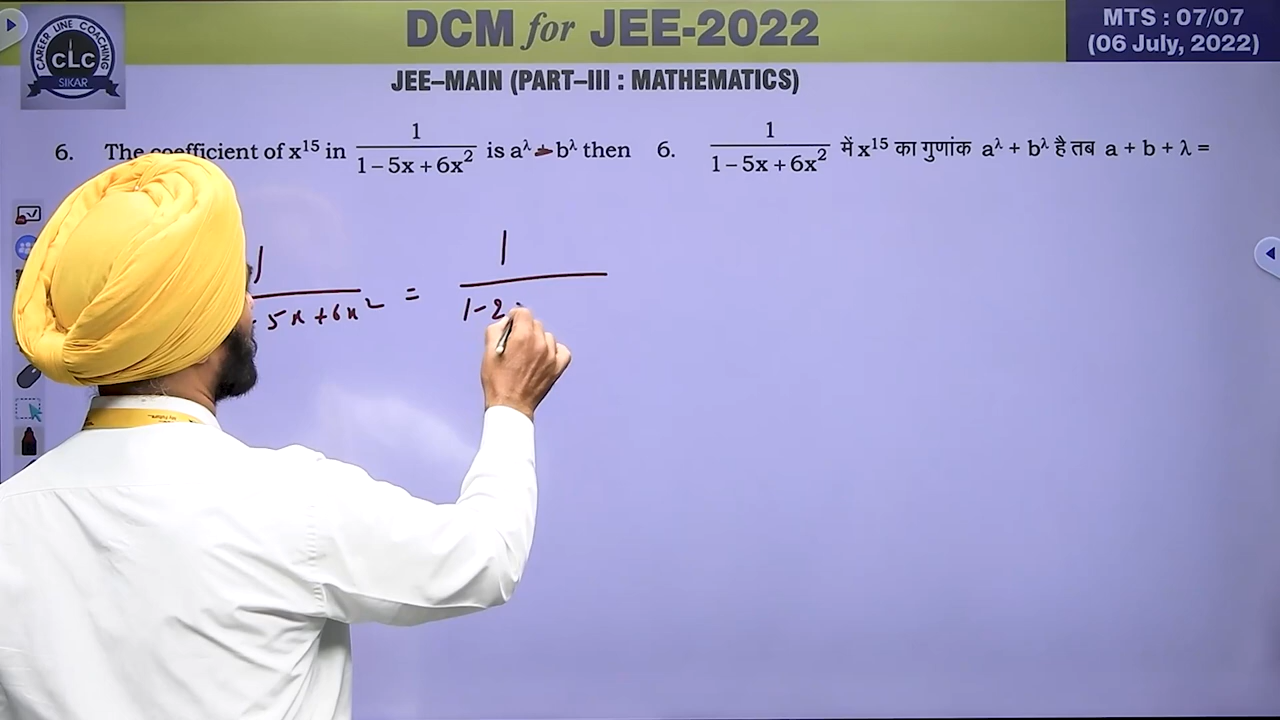 DCM for JEE-2022
MTS : 07/07
(06 July, 2022)
CAREER LINE COACHING
CLC
SIKAR
JEE–MAIN (PART–III : MATHEMATICS)
6. The coefficient of x¹⁵ in 1/(1 – 5x + 6x²) is a^λ - b^λ then
6. 1/(1 – 5x + 6x²) में x¹⁵ का गुणांक a^λ + b^λ है तब a + b + λ =
1/( - 5x + 6x²) = 1/(1 - 2